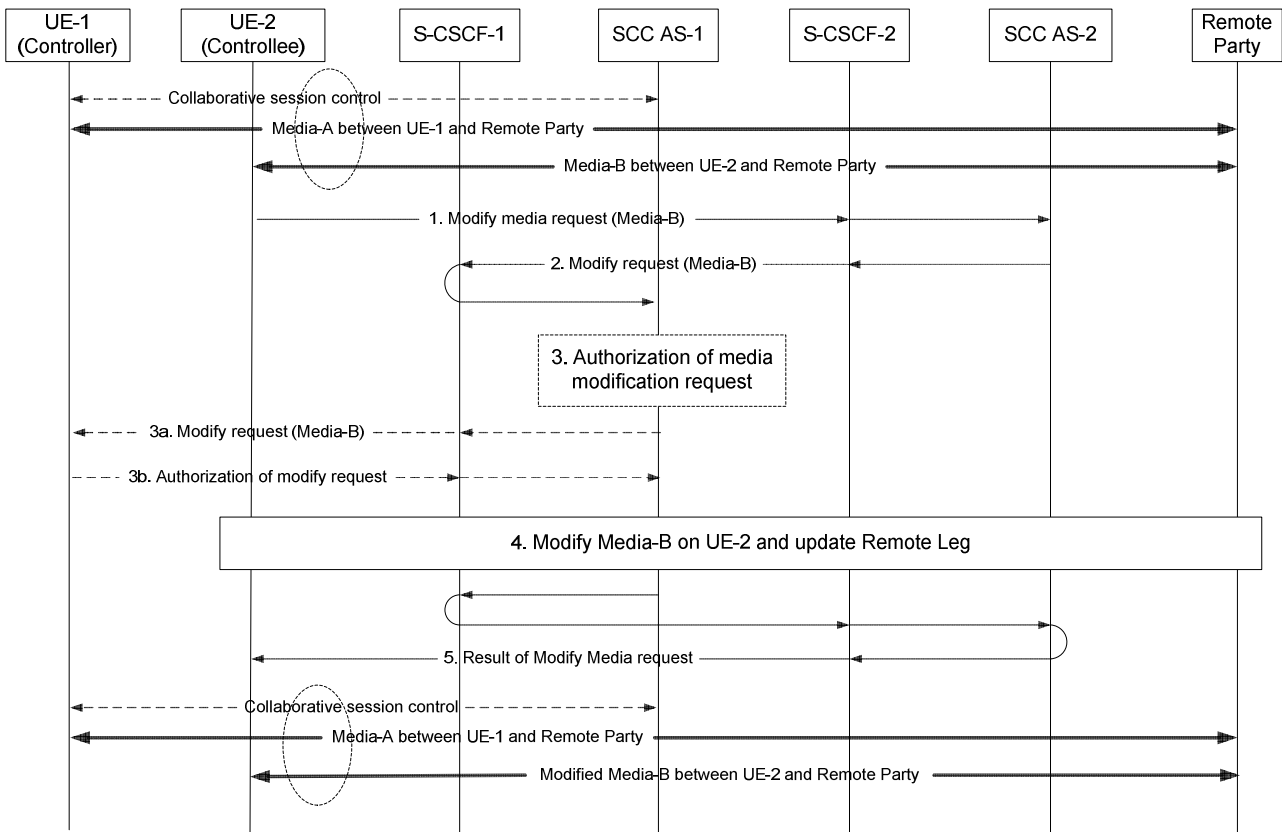 UE-1
(Controller)
UE-2
(Controllee)
S-CSCF-1
SCC AS-1
S-CSCF-2
SCC AS-2
Remote
Party
Collaborative session control
Media-A between UE-1 and Remote Party
Media-B between UE-2 and Remote Party
1. Modify media request (Media-B)
2. Modify request (Media-B)
3. Authorization of media
modification request
3a. Modify request (Media-B)
3b. Authorization of modify request
4. Modify Media-B on UE-2 and update Remote Leg
5. Result of Modify Media request
Collaborative session control
Media-A between UE-1 and Remote Party
Modified Media-B between UE-2 and Remote Party